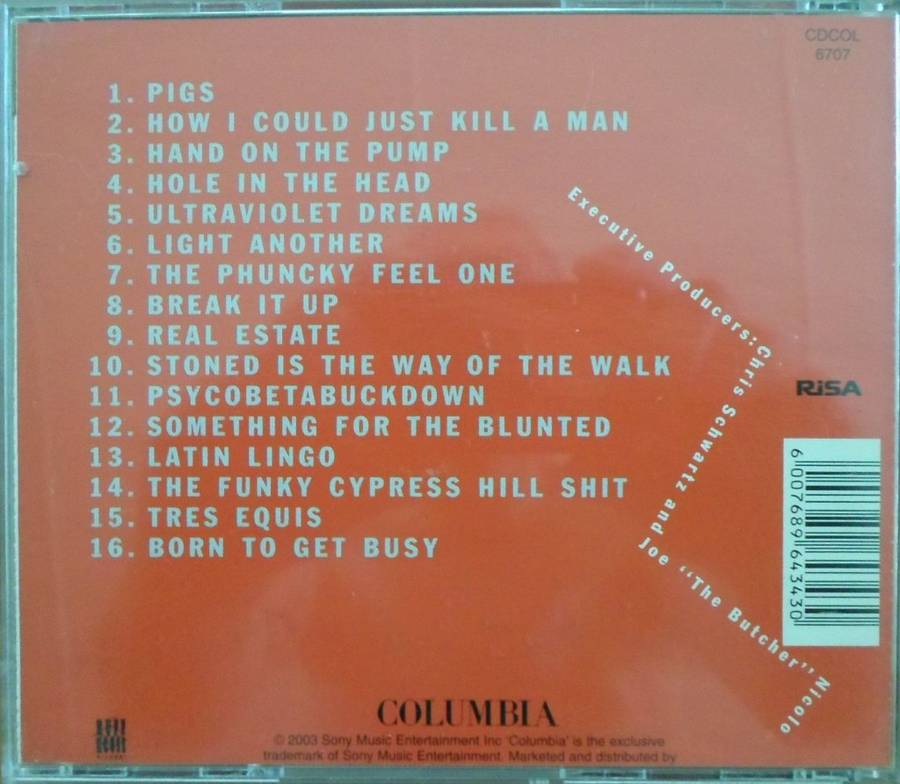 CDCOL
6707
1. PIGS
2. HOW I COULD JUST KILL A MAN
3. HAND ON THE PUMP
4. HOLE IN THE HEAD
5. ULTRAVIOLET DREAMS
6. LIGHT ANOTHER
7. THE PHUNCKY FEEL ONE
8. BREAK IT UP
9. REAL ESTATE
10. STONED IS THE WAY OF THE WALK
11. PSYCOBETABUCKDOWN
12. SOMETHING FOR THE BLUNTED
13. LATIN LINGO
14. THE FUNKY CYPRESS HILL SHIT
15. TRES EQUIS
16. BORN TO GET BUSY
Executive Producers: Chris Schwartz and Joe “The Butcher” Nicolo
RiSA
6 007689 643430
COLUMBIA
© 2003 Sony Music Entertainment Inc 'Columbia' is the exclusive
trademark of Sony Music Entertainment. Marketed and distributed by